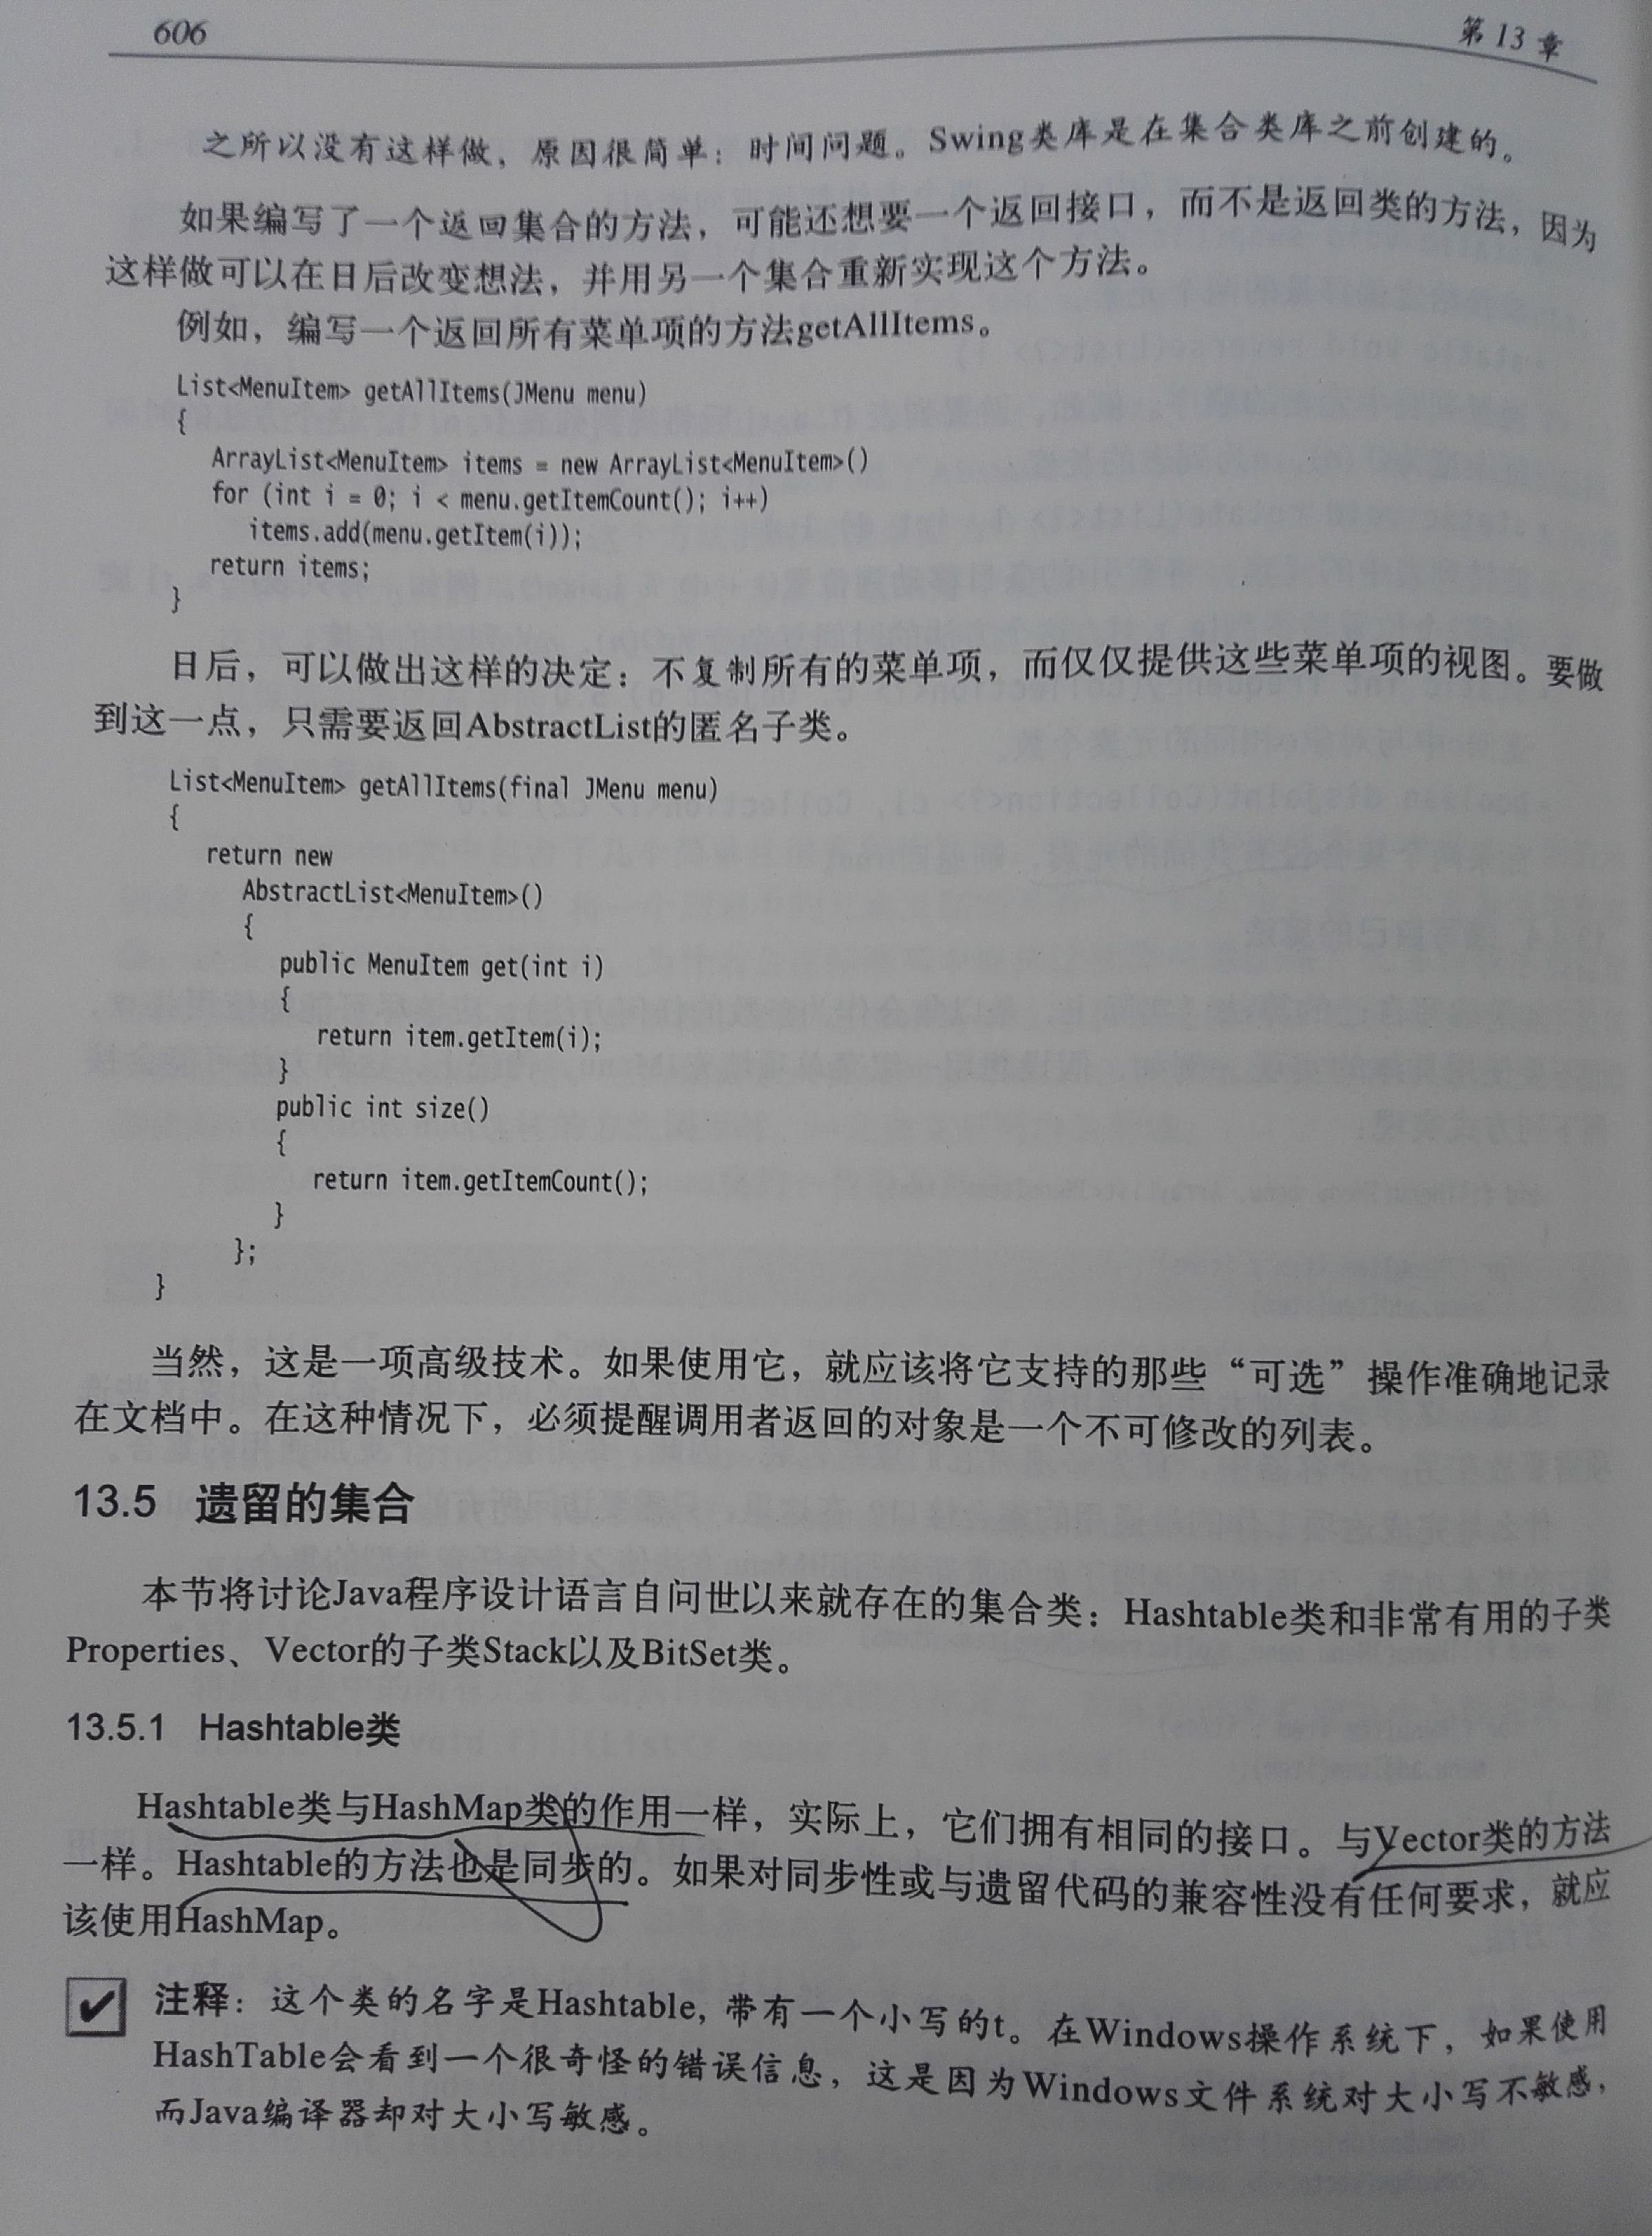 606
第 13 章
之所以没有这样做，原因很简单：时间问题。Swing类库是在集合类库之前创建的。
如果编写了一个返回集合的方法，可能还想要一个返回接口，而不是返回类的方法，因为
这样做可以在日后改变想法，并用另一个集合重新实现这个方法。
例如，编写一个返回所有菜单项的方法getAllItems。
List<MenuItem> getAllItems(JMenu menu)
{
ArrayList<MenuItem> items = new ArrayList<MenuItem>()
for (int i = 0; i < menu.getItemCount(); i++)
items.add(menu.getItem(i));
return items;
}
日后，可以做出这样的决定：不复制所有的菜单项，而仅仅提供这些菜单项的视图。要做
到这一点，只需要返回AbstractList的匿名子类。
List<MenuItem> getAllItems(final JMenu menu)
{
return new
AbstractList<MenuItem>()
{
public MenuItem get(int i)
{
return item.getItem(i);
}
public int size()
{
return item.getItemCount();
}
};
}
当然，这是一项高级技术。如果使用它，就应该将它支持的那些“可选”操作准确地记录
在文档中。在这种情况下，必须提醒调用者返回的对象是一个不可修改的列表。
13.5 遗留的集合
本节将讨论Java程序设计语言自问世以来就存在的集合类：Hashtable类和非常有用的子类
Properties、Vector的子类Stack以及BitSet类。
13.5.1 Hashtable类
Hashtable类与HashMap类的作用一样，实际上，它们拥有相同的接口。与Vector类的方法
一样。Hashtable的方法也是同步的。如果对同步性或与遗留代码的兼容性没有任何要求，就应
该使用HashMap。
注释：这个类的名字是Hashtable, 带有一个小写的t。在Windows操作系统下，如果使用
HashTable会看到一个很奇怪的错误信息，这是因为Windows文件系统对大小写不敏感，
而Java编译器却对大小写敏感。